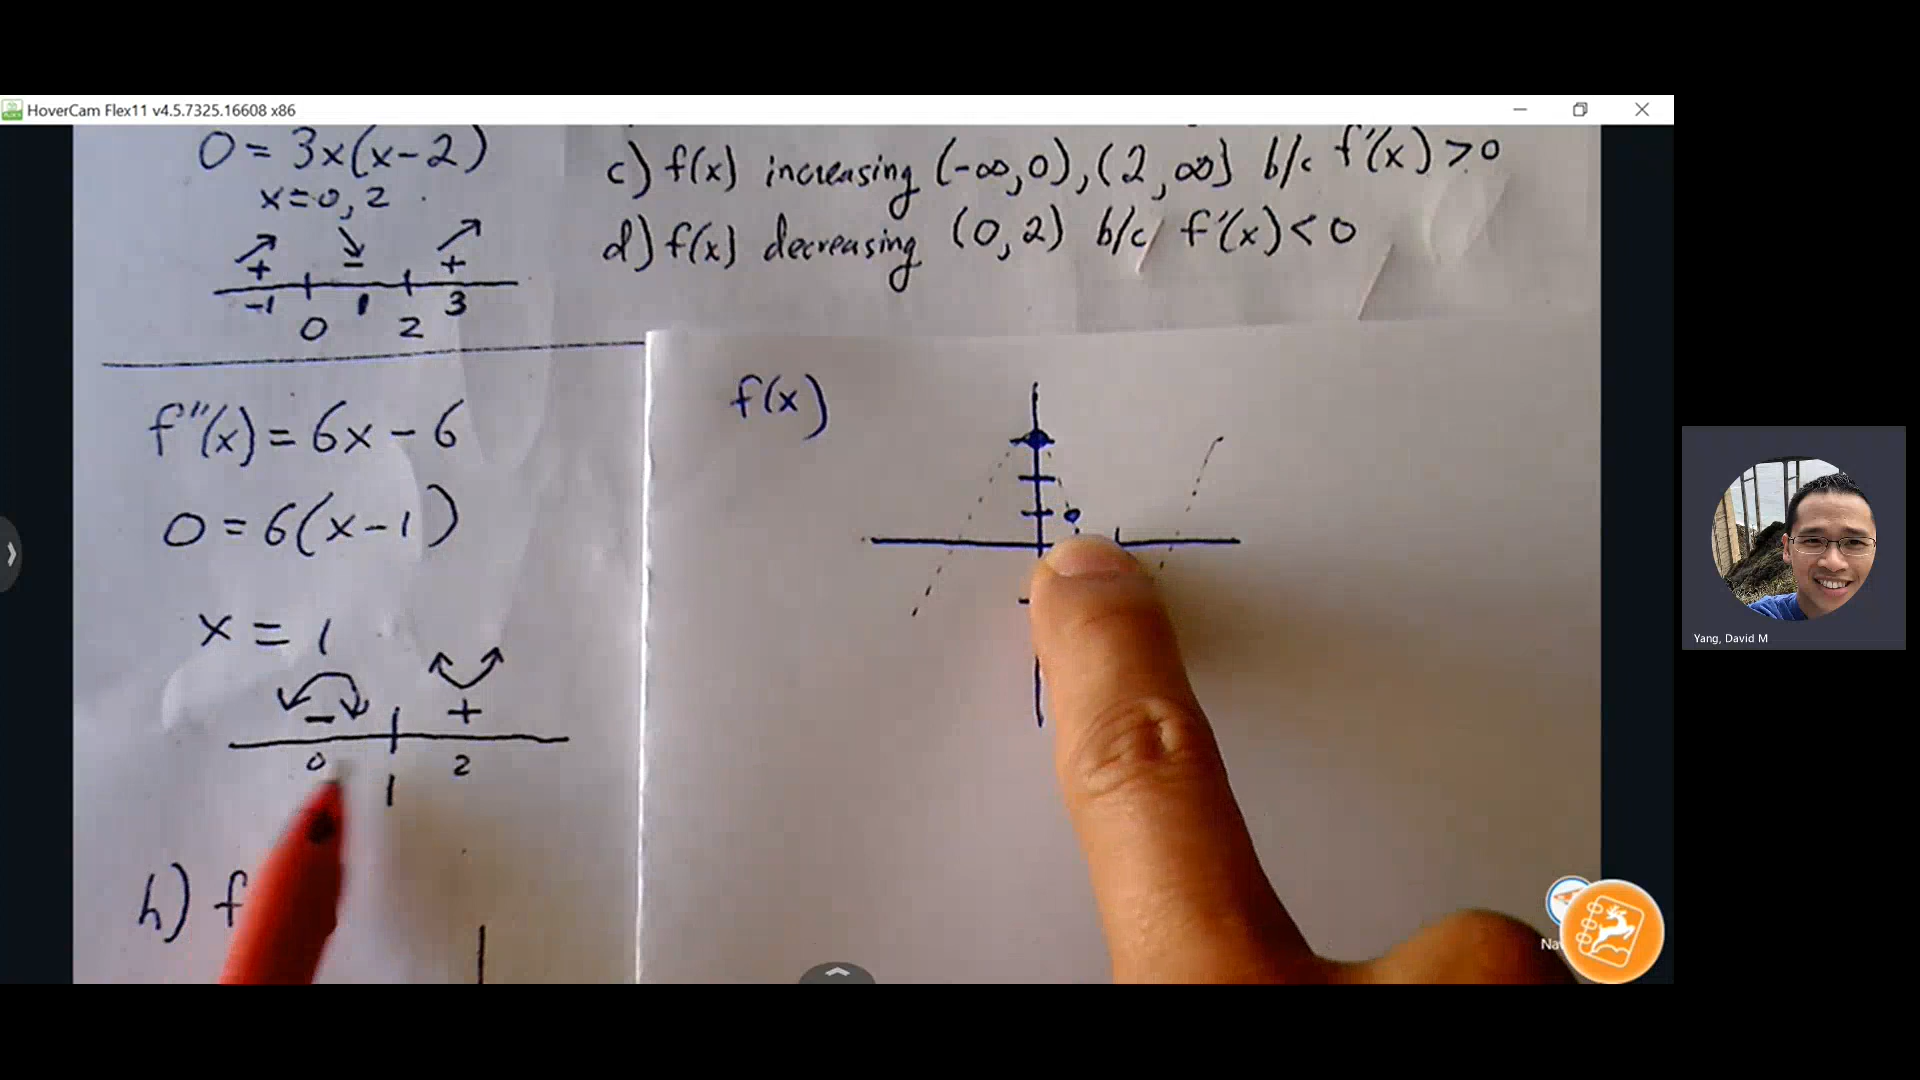 HoverCam Flex11 v4.5.7325.16608 x86
0 = 3x(x-2)
x=0, 2
+ - +
-1 1 3
0 2
c) f(x) increasing (-∞,0),(2,∞) b/c f'(x)>0
d) f(x) decreasing (0,2) b/c f'(x)<0
f"(x) = 6x - 6
0 = 6(x-1)
x = 1
- +
0 2
1
h) f
f(x)
Yang, David M